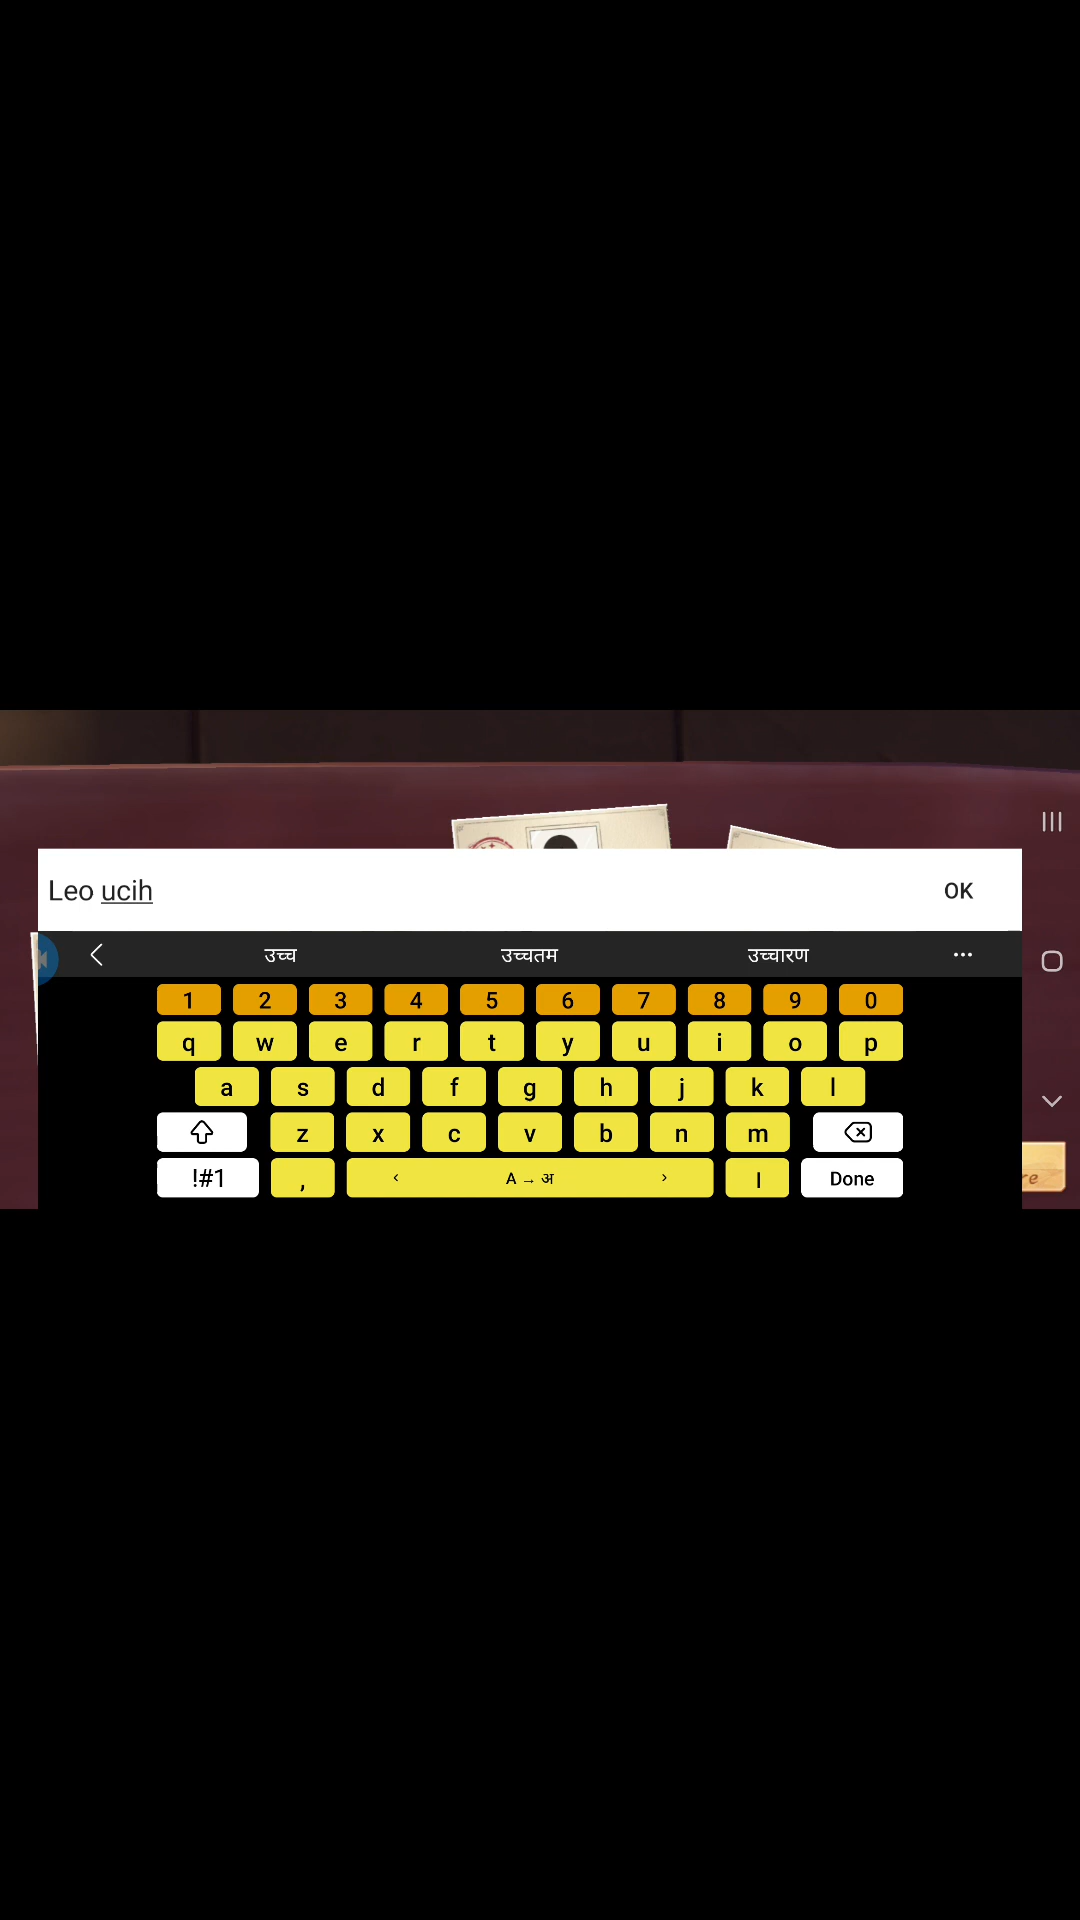 Leo ucih
OK
उच्च उच्चतम उच्चारण ...
1 2 3 4 5 6 7 8 9 0
q w e r t y u i o p
a s d f g h j k l
z x c v b n m
!#1 , < A → अ > । Done
re